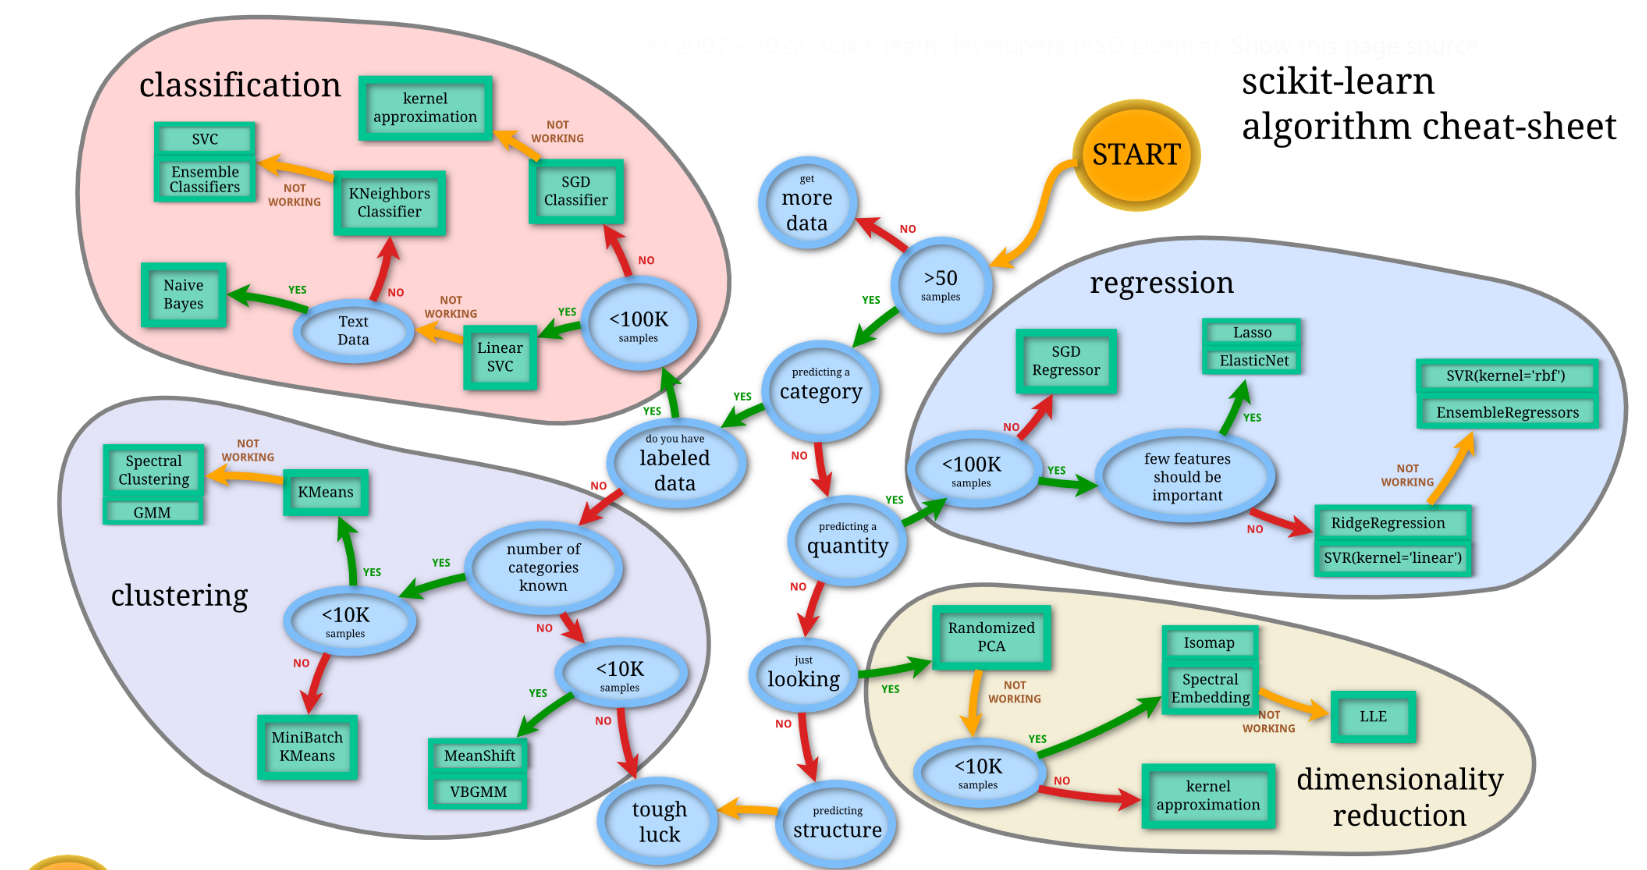 © 2007 - 2022, scikit-learn developers (BSD License). Show this page source
scikit-learn
algorithm cheat-sheet
START
get
more
data
NO
>50
samples
YES
predicting a
category
YES
NO
do you have
labeled
data
YES
NO
predicting a
quantity
YES
NO
just
looking
YES
NO
predicting
structure
tough
luck
classification
kernel
approximation
NOT
WORKING
SVC
Ensemble
Classifiers
NOT
WORKING
KNeighbors
Classifier
SGD
Classifier
NO
Naive
Bayes
YES
NO
Text
Data
NOT
WORKING
Linear
SVC
YES
<100K
samples
regression
SGD
Regressor
NO
<100K
samples
YES
few features
should be
important
YES
Lasso
ElasticNet
NO
RidgeRegression
SVR(kernel='linear')
NOT
WORKING
SVR(kernel='rbf')
EnsembleRegressors
clustering
Spectral
Clustering
GMM
NOT
WORKING
KMeans
YES
<10K
samples
YES
number of
categories
known
NO
NO
MiniBatch
KMeans
<10K
samples
YES
NO
MeanShift
VBGMM
dimensionality
reduction
Randomized
PCA
NOT
WORKING
<10K
samples
YES
Isomap
Spectral
Embedding
NOT
WORKING
LLE
NO
kernel
approximation